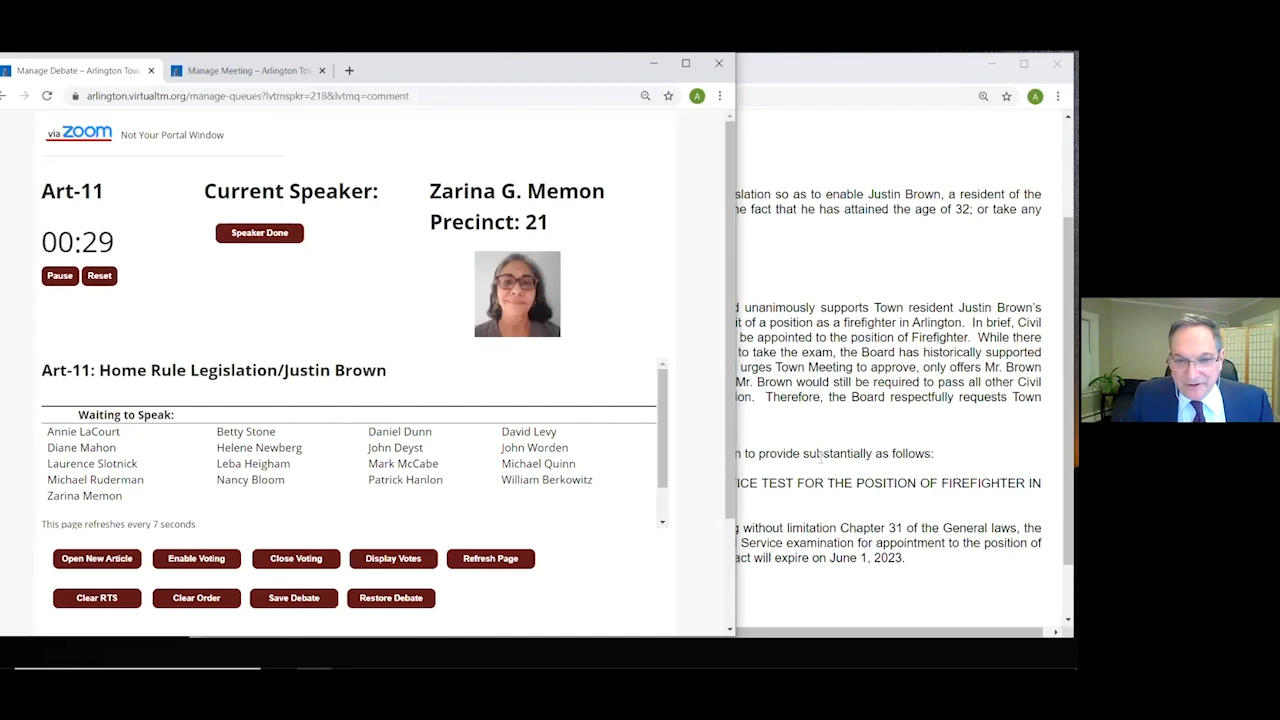 Manage Debate – Arlington Tow
Manage Meeting – Arlington Tow
arlington.virtualtm.org/manage-queues?lvtmspkr=218&lvtmq=comment
A
A
via zoom Not Your Portal Window
Art-11
Current Speaker:
Zarina G. Memon
Precinct: 21
00:29
Speaker Done
Pause Reset
Art-11: Home Rule Legislation/Justin Brown
Waiting to Speak:
Annie LaCourt Betty Stone Daniel Dunn David Levy
Diane Mahon Helene Newberg John Deyst John Worden
Laurence Slotnick Leba Heigham Mark McCabe Michael Quinn
Michael Ruderman Nancy Bloom Patrick Hanlon William Berkowitz
Zarina Memon
This page refreshes every 7 seconds
Open New Article Enable Voting Close Voting Display Votes Refresh Page
Clear RTS Clear Order Save Debate Restore Debate
slation so as to enable Justin Brown, a resident of the
e fact that he has attained the age of 32; or take any
d unanimously supports Town resident Justin Brown's
it of a position as a firefighter in Arlington. In brief, Civil
be appointed to the position of Firefighter. While there
to take the exam, the Board has historically supported
urges Town Meeting to approve, only offers Mr. Brown
Mr. Brown would still be required to pass all other Civil
on. Therefore, the Board respectfully requests Town
n to provide substantially as follows:
ICE TEST FOR THE POSITION OF FIREFIGHTER IN
g without limitation Chapter 31 of the General laws, the
Service examination for appointment to the position of
act will expire on June 1, 2023.